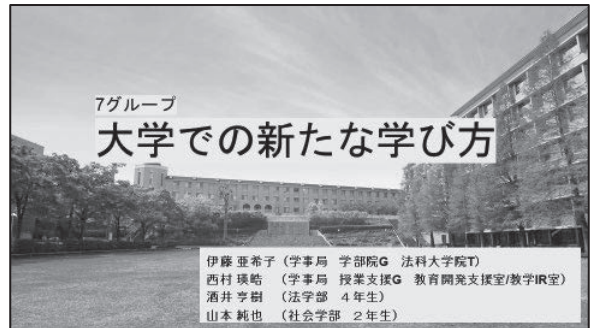 7グループ
大学での新たな学び方
伊藤 亜希子（学事局　学部院G　法科大学院T）
西村 瑛皓　（学事局　授業支援G　教育開発支援室/教学IR室）
酒井 亨樹　（法学部　４年生）
山本 純也　（社会学部　２年生）